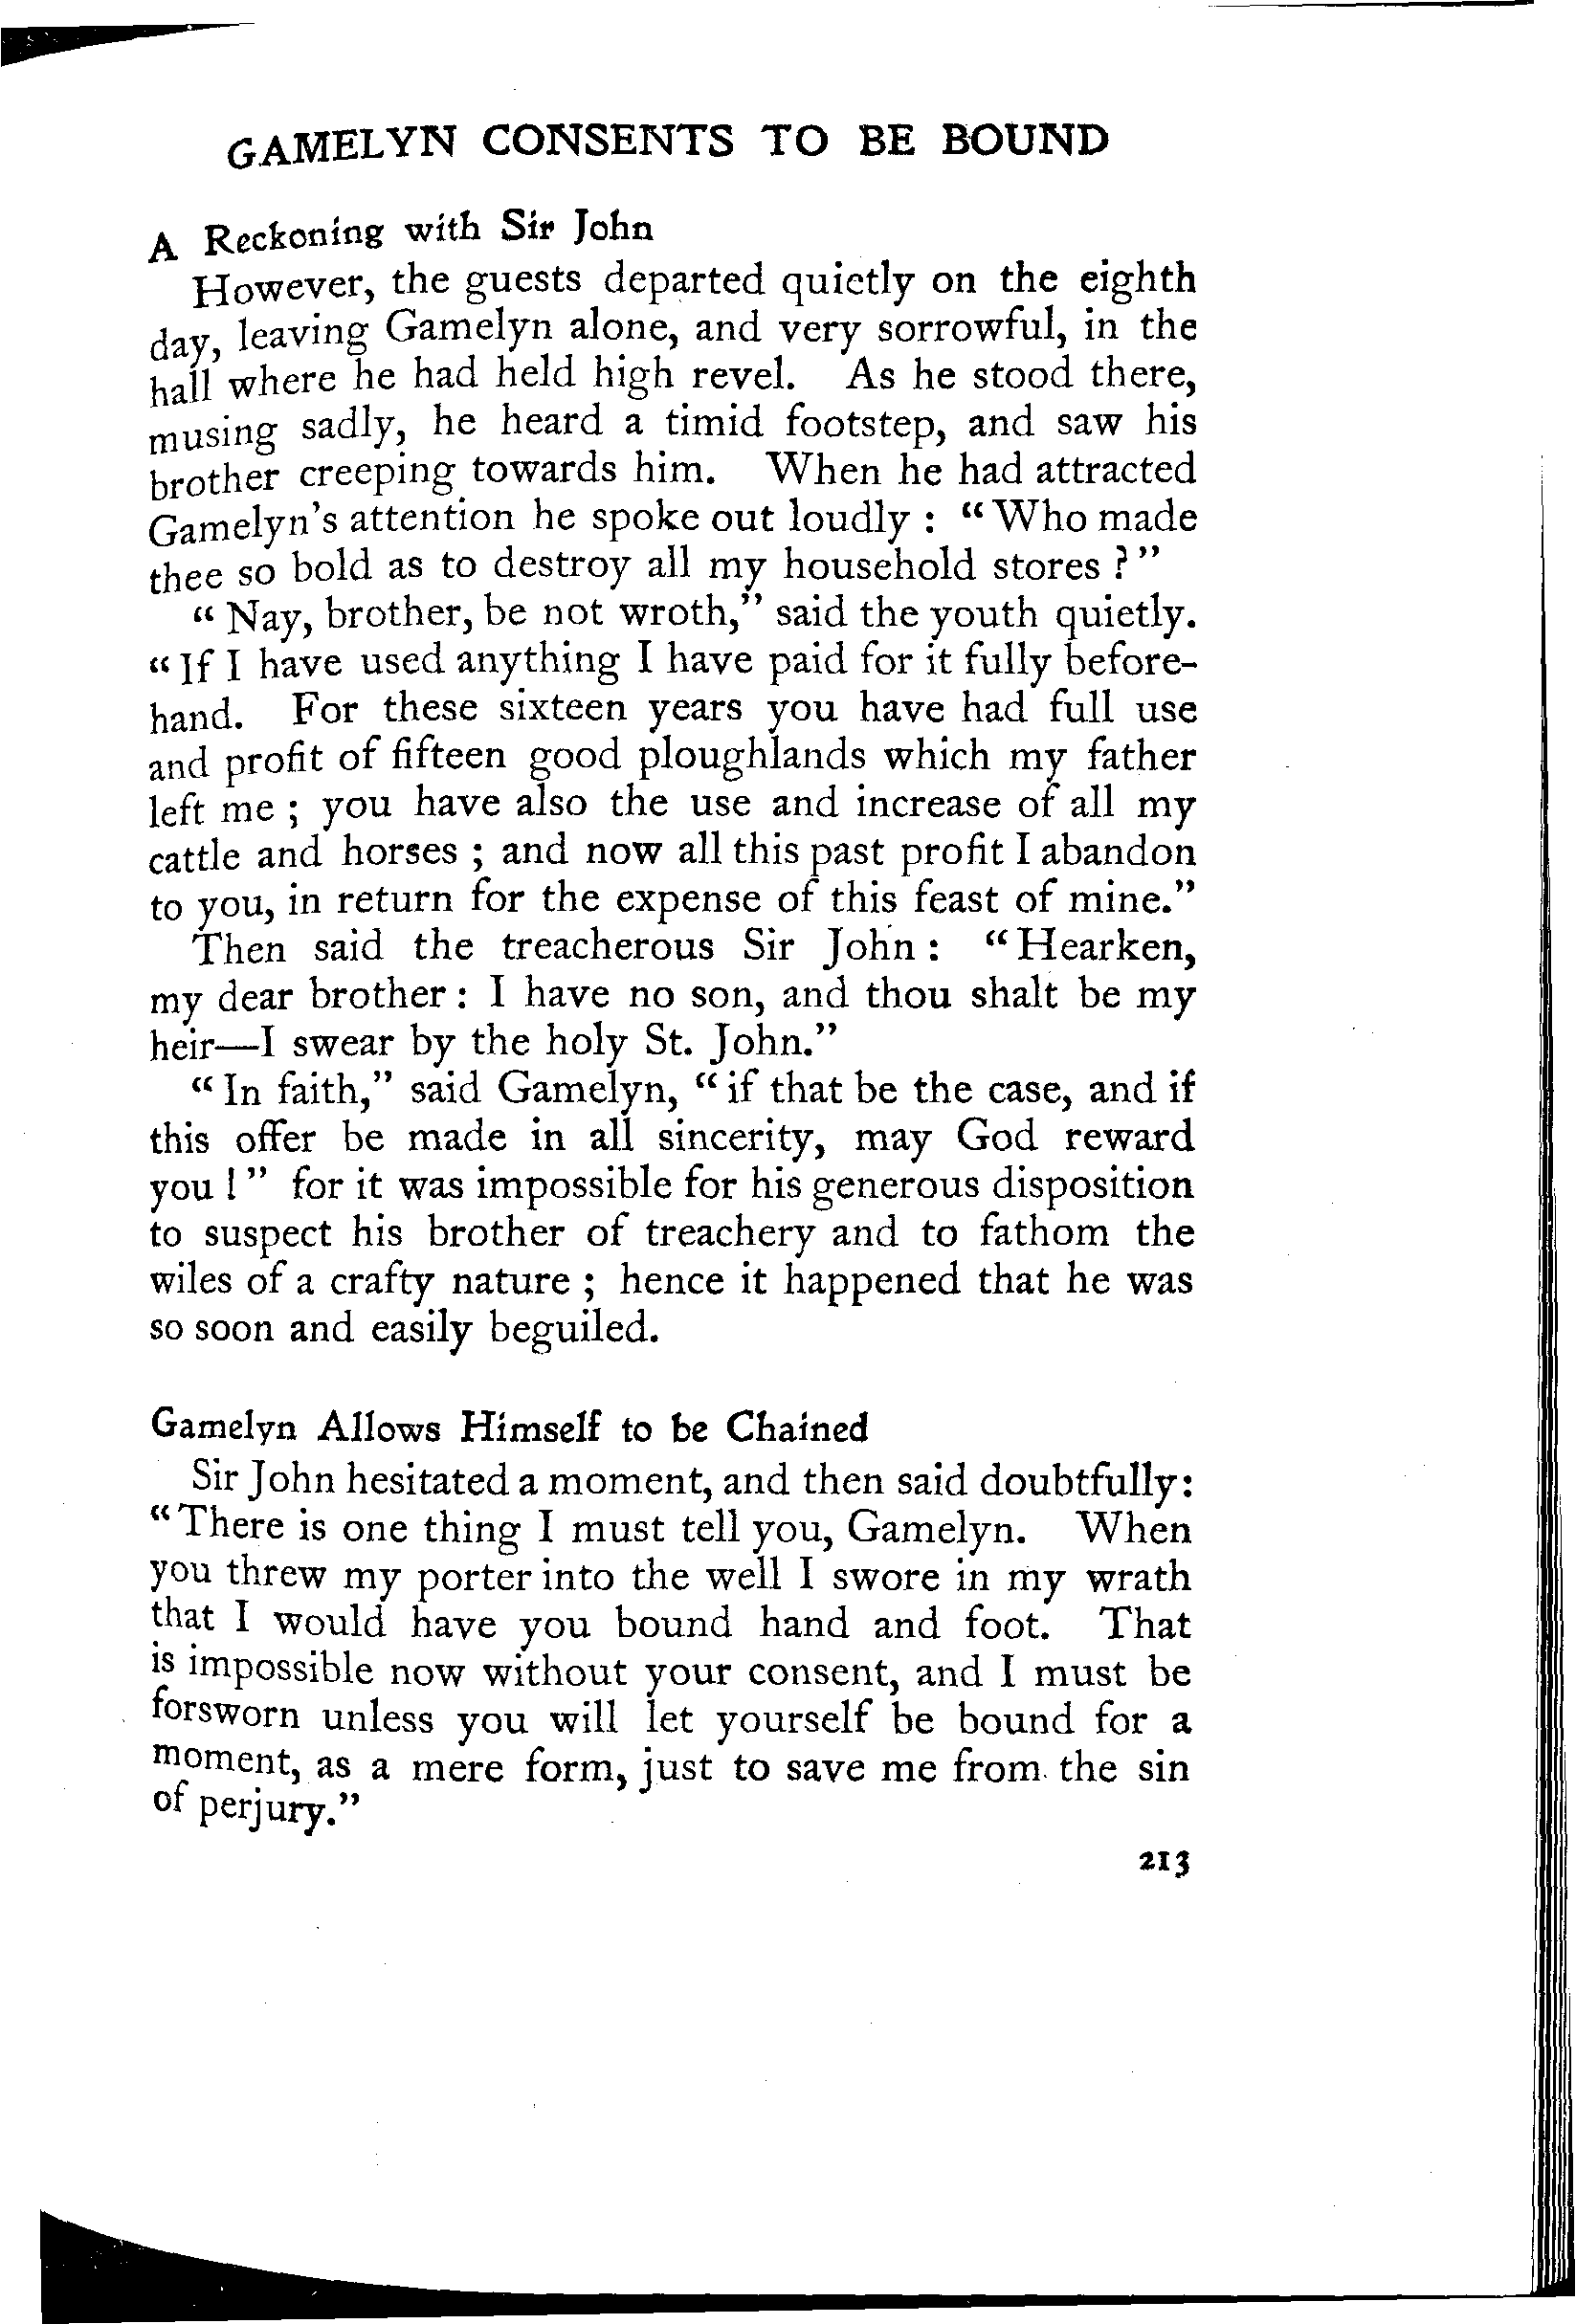 GAMELYN CONSENTS TO BE BOUND
A Reckoning with Sir John
However, the guests departed quietly on the eighth
day, leaving Gamelyn alone, and very sorrowful, in the
hall where he had held high revel. As he stood there,
musing sadly, he heard a timid footstep, and saw his
brother creeping towards him. When he had attracted
Gamelyn's attention he spoke out loudly : “ Who made
thee so bold as to destroy all my household stores ? ”
“ Nay, brother, be not wroth,” said the youth quietly.
“ If I have used anything I have paid for it fully before-
hand. For these sixteen years you have had full use
and profit of fifteen good ploughlands which my father
left me ; you have also the use and increase of all my
cattle and horses ; and now all this past profit I abandon
to you, in return for the expense of this feast of mine.”
Then said the treacherous Sir John : “ Hearken,
my dear brother : I have no son, and thou shalt be my
heir—I swear by the holy St. John.”
“ In faith,” said Gamelyn, “ if that be the case, and if
this offer be made in all sincerity, may God reward
you ! ” for it was impossible for his generous disposition
to suspect his brother of treachery and to fathom the
wiles of a crafty nature ; hence it happened that he was
so soon and easily beguiled.
Gamelyn Allows Himself to be Chained
Sir John hesitated a moment, and then said doubtfully:
“ There is one thing I must tell you, Gamelyn. When
you threw my porter into the well I swore in my wrath
that I would have you bound hand and foot. That
is impossible now without your consent, and I must be
forsworn unless you will let yourself be bound for a
moment, as a mere form, just to save me from the sin
of perjury.”
213